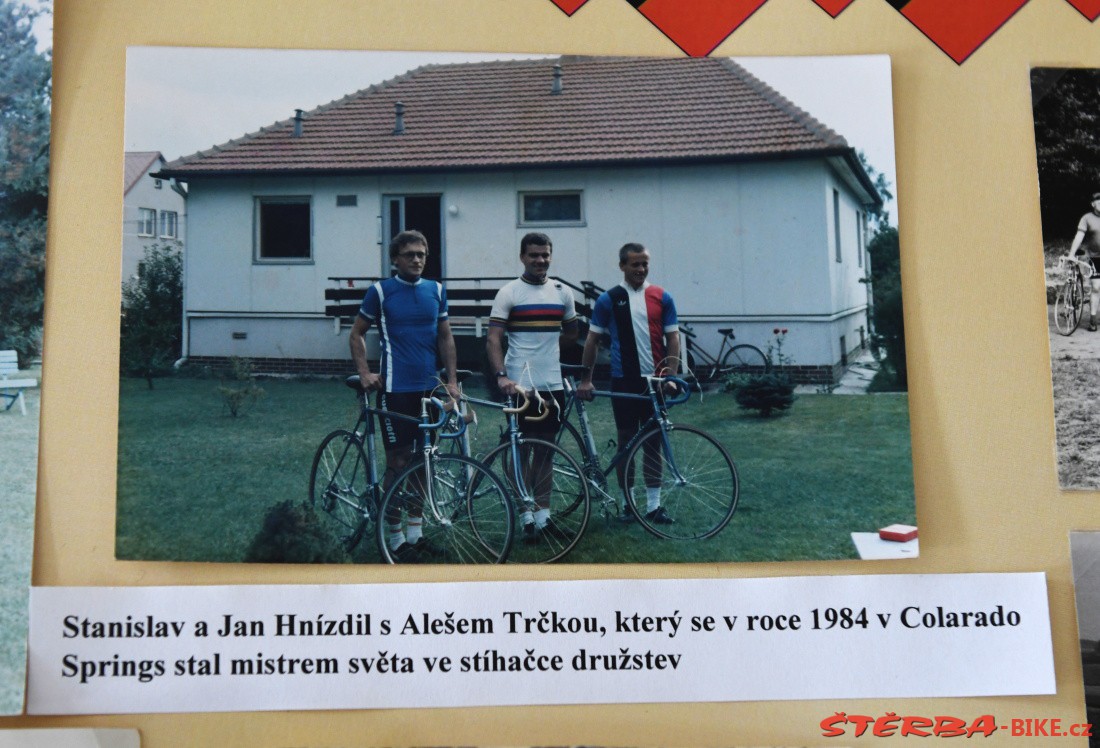 Stanislav a Jan Hnízdil s Alešem Trčkou, který se v roce 1984 v Colarado
Springs stal mistrem světa ve stíhačce družstev
ŠTĚRBA-BIKE.CZ